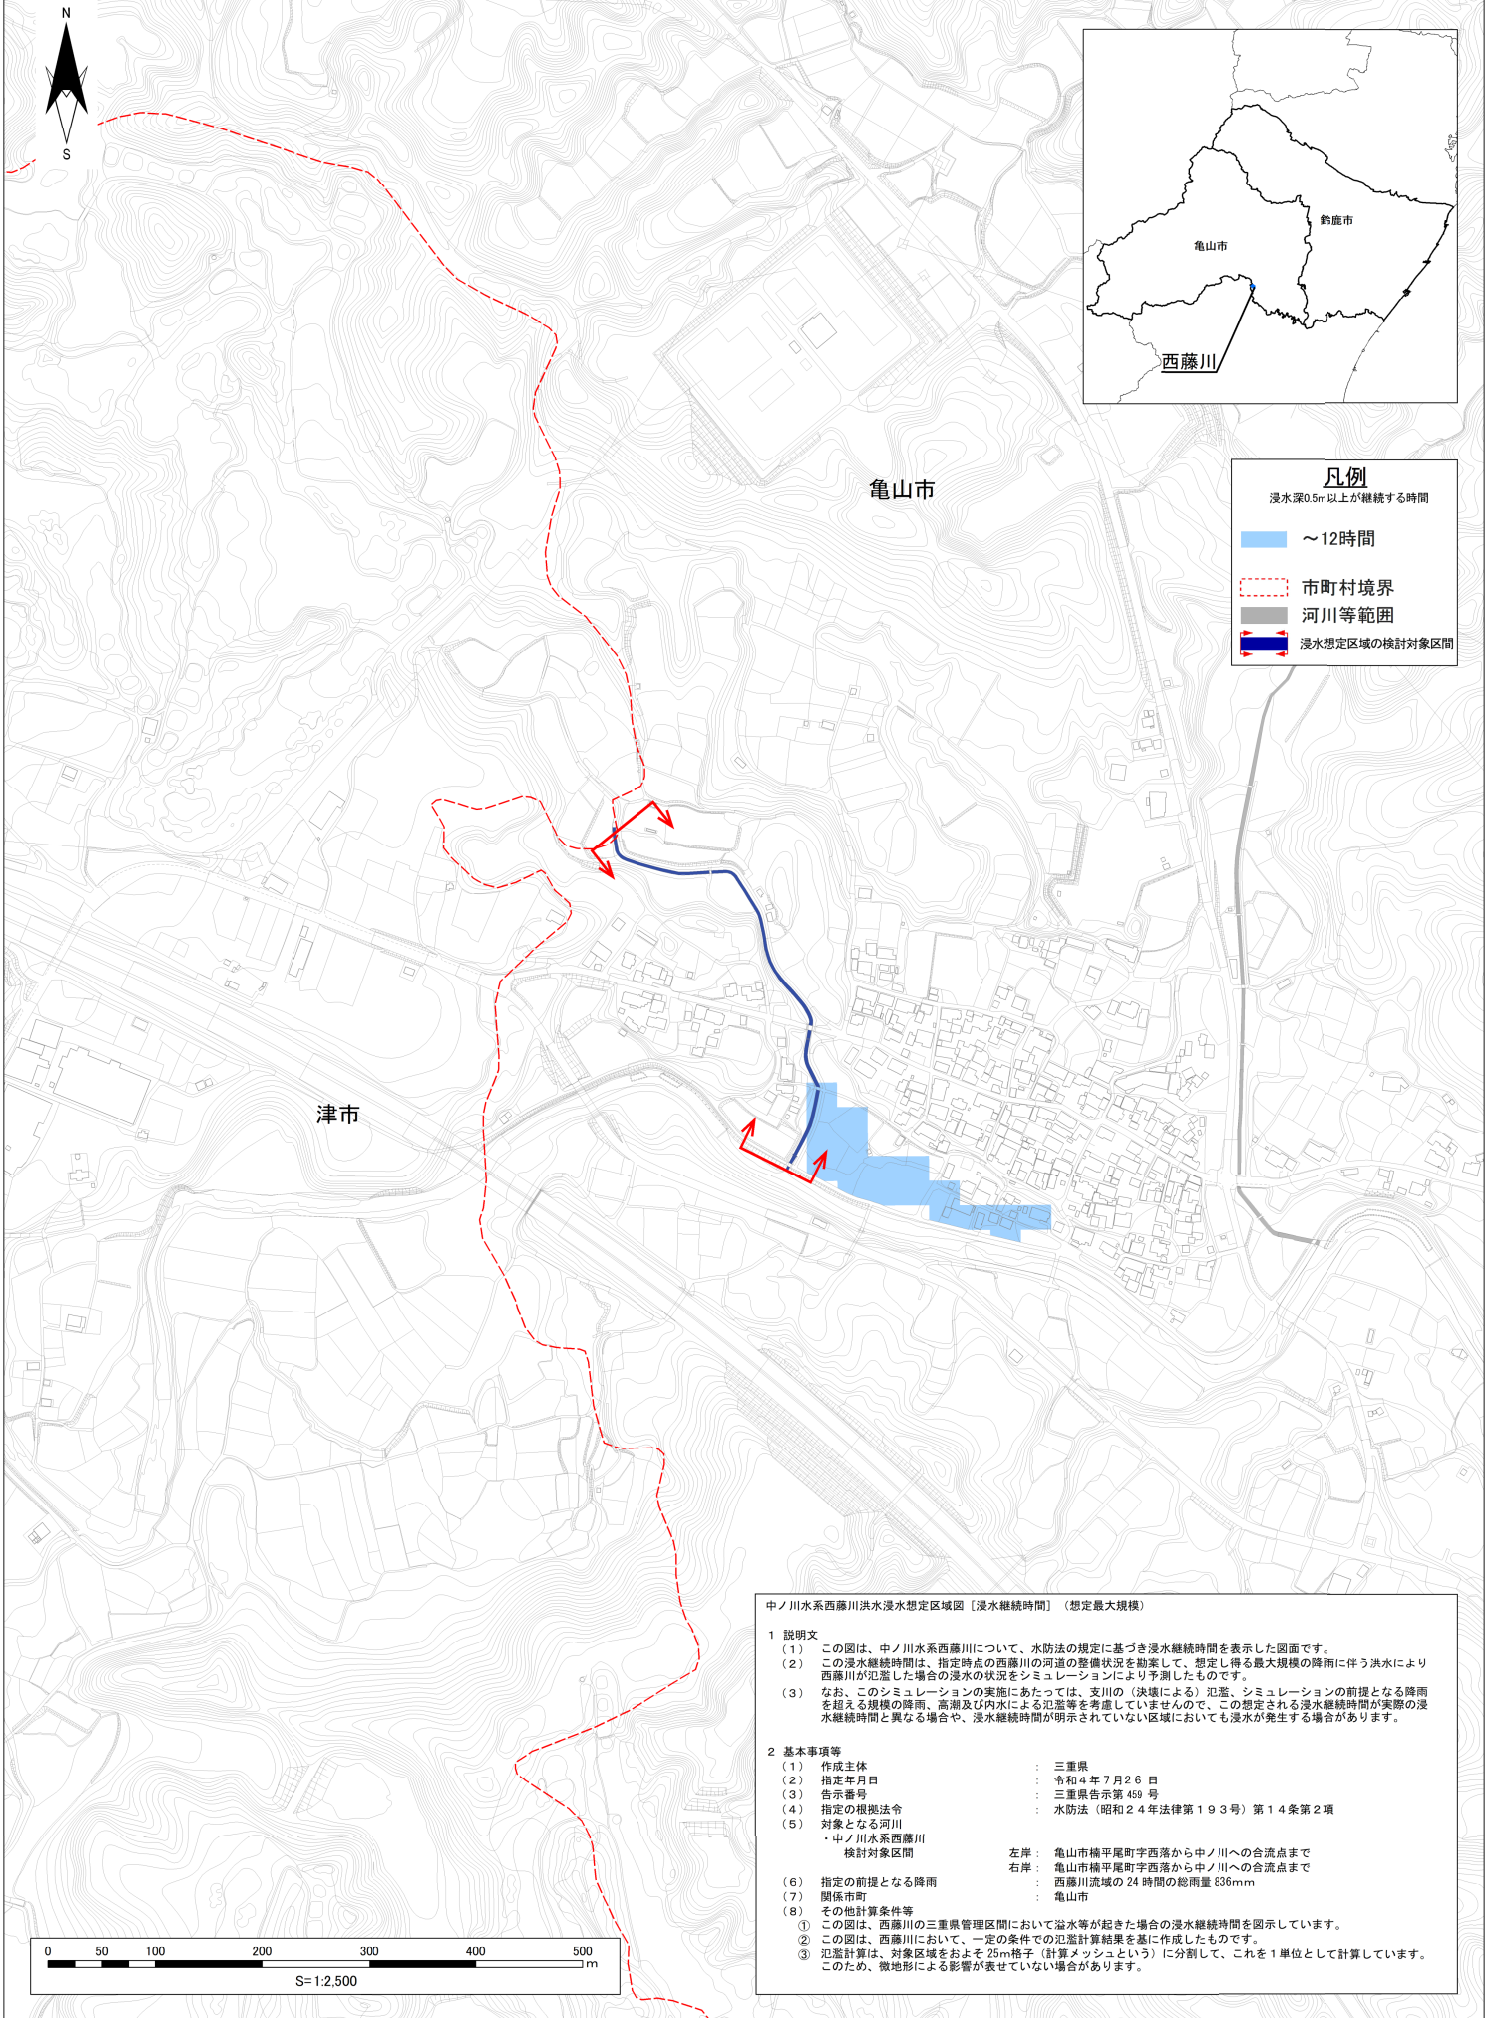 N
S
鈴鹿市
亀山市
西藤川
凡例
浸水深0.5m以上が継続する時間
～12時間
市町村境界
河川等範囲
浸水想定区域の検討対象区間
亀山市
津市
中ノ川水系西藤川洪水浸水想定区域図［浸水継続時間］（想定最大規模）
1 説明文
（1） この図は、中ノ川水系西藤川について、水防法の規定に基づき浸水継続時間を表示した図面です。
（2） この浸水継続時間は、指定時点の西藤川の河道の整備状況を勘案して、想定し得る最大規模の降雨に伴う洪水により
西藤川が氾濫した場合の浸水の状況をシミュレーションにより予測したものです。
（3） なお、このシミュレーションの実施にあたっては、支川の（決壊による）氾濫、シミュレーションの前提となる降雨
を超える規模の降雨、高潮及び内水による氾濫等を考慮していませんので、この想定される浸水継続時間が実際の浸
水継続時間と異なる場合や、浸水継続時間が明示されていない区域においても浸水が発生する場合があります。
2 基本事項等
（1） 作成主体 ： 三重県
（2） 指定年月日 ： 令和４年７月２６日
（3） 告示番号 ： 三重県告示第 459 号
（4） 指定の根拠法令 ： 水防法（昭和２４年法律第１９３号）第１４条第２項
（5） 対象となる河川
・中ノ川水系西藤川
検討対象区間 左岸： 亀山市楠平尾町字西落から中ノ川への合流点まで
右岸： 亀山市楠平尾町字西落から中ノ川への合流点まで
（6） 指定の前提となる降雨 ： 西藤川流域の 24 時間の総雨量 836mm
（7） 関係市町 ： 亀山市
（8） その他計算条件等
① この図は、西藤川の三重県管理区間において溢水等が起きた場合の浸水継続時間を図示しています。
② この図は、西藤川において、一定の条件での氾濫計算結果を基に作成したものです。
③ 氾濫計算は、対象区域をおよそ 25m格子（計算メッシュという）に分割して、これを１単位として計算しています。
このため、微地形による影響が表せていない場合があります。
0 50 100 200 300 400 500
m
S=1:2,500